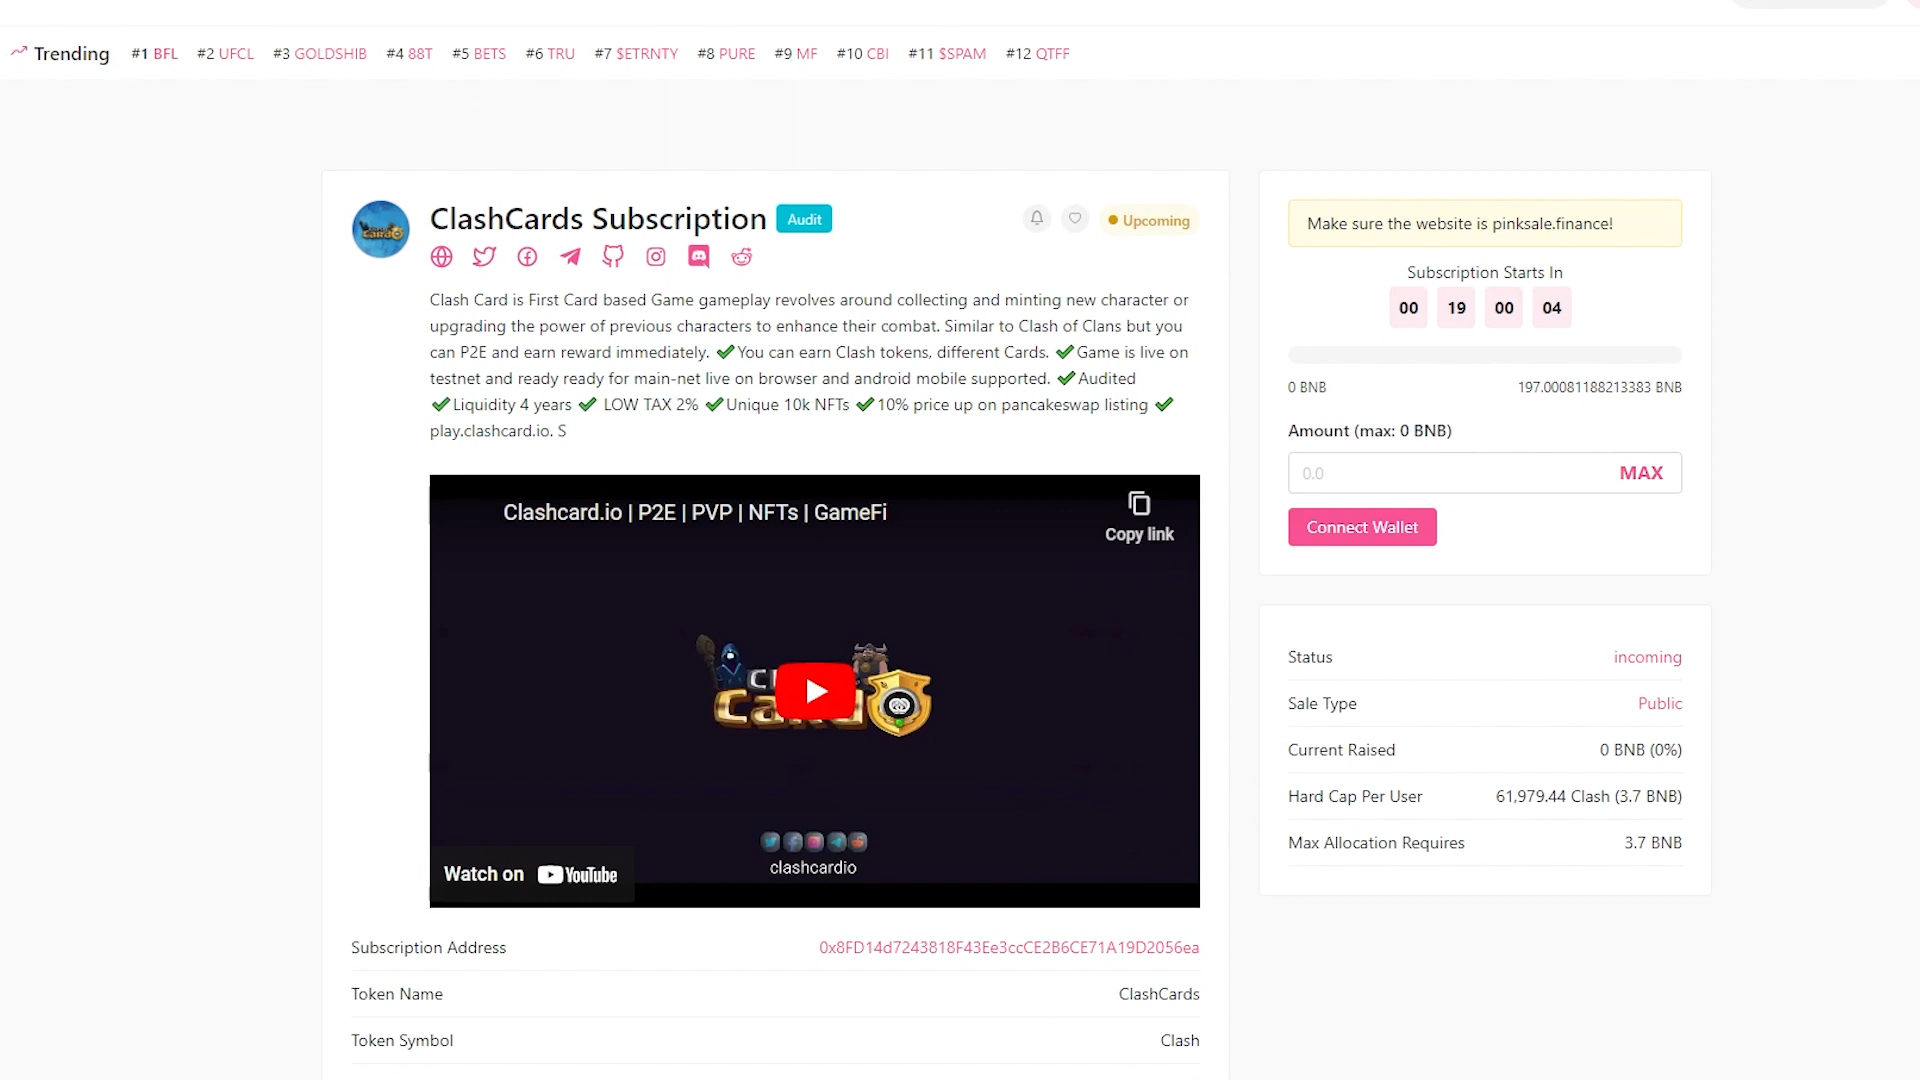 Trending #1 BFL #2 UFCL #3 GOLDSHIB #4 88T #5 BETS #6 TRU #7 $ETRNTY #8 PURE #9 MF #10 CBI #11 $SPAM #12 QTFF
ClashCards Subscription Audit Upcoming
Clash Card is First Card based Game gameplay revolves around collecting and minting new character or
upgrading the power of previous characters to enhance their combat. Similar to Clash of Clans but you
can P2E and earn reward immediately. ✔You can earn Clash tokens, different Cards. ✔Game is live on
testnet and ready ready for main-net live on browser and android mobile supported. ✔Audited
✔Liquidity 4 years ✔ LOW TAX 2% ✔Unique 10k NFTs ✔10% price up on pancakeswap listing ✔
play.clashcard.io. S
Clashcard.io | P2E | PVP | NFTs | GameFi
Copy link
Card
clashcardio
Watch on YouTube
Subscription Address 0x8FD14d7243818F43Ee3ccCE2B6CE71A19D2056ea
Token Name ClashCards
Token Symbol Clash
Make sure the website is pinksale.finance!
Subscription Starts In
00 19 00 04
0 BNB 197.00081188213383 BNB
Amount (max: 0 BNB)
0.0 MAX
Connect Wallet
Status incoming
Sale Type Public
Current Raised 0 BNB (0%)
Hard Cap Per User 61,979.44 Clash (3.7 BNB)
Max Allocation Requires 3.7 BNB